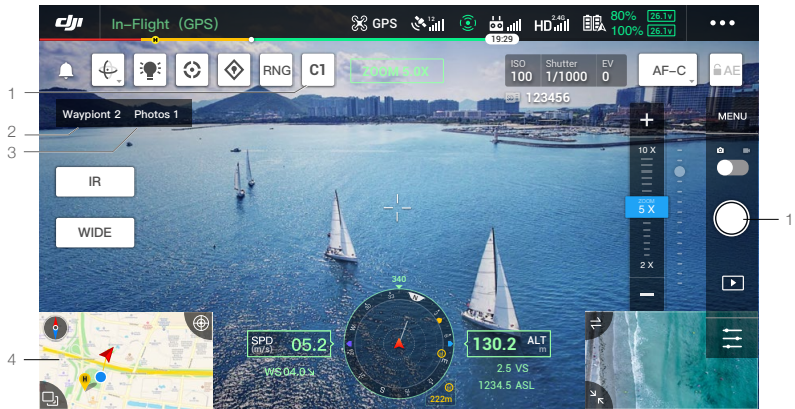 dji In-Flight (GPS) GPS 12 HD 2.4G 80% 26.1v
100% 26.1v
H 19:29
RNG C1 ZOOM 5.0X ISO 100 Shutter 1/1000 EV 0 AF-C AE
1
123456
Waypoint 2 Photos 1
2
3
+ MENU
10 X
IR
ZOOM
5 X
1
WIDE
2 X
340
N
W
E
S
SPD
(m/s)
05.2
130.2 ALT
m
WS 04.0
2.5 VS
1234.5 ASL
222m
4
H